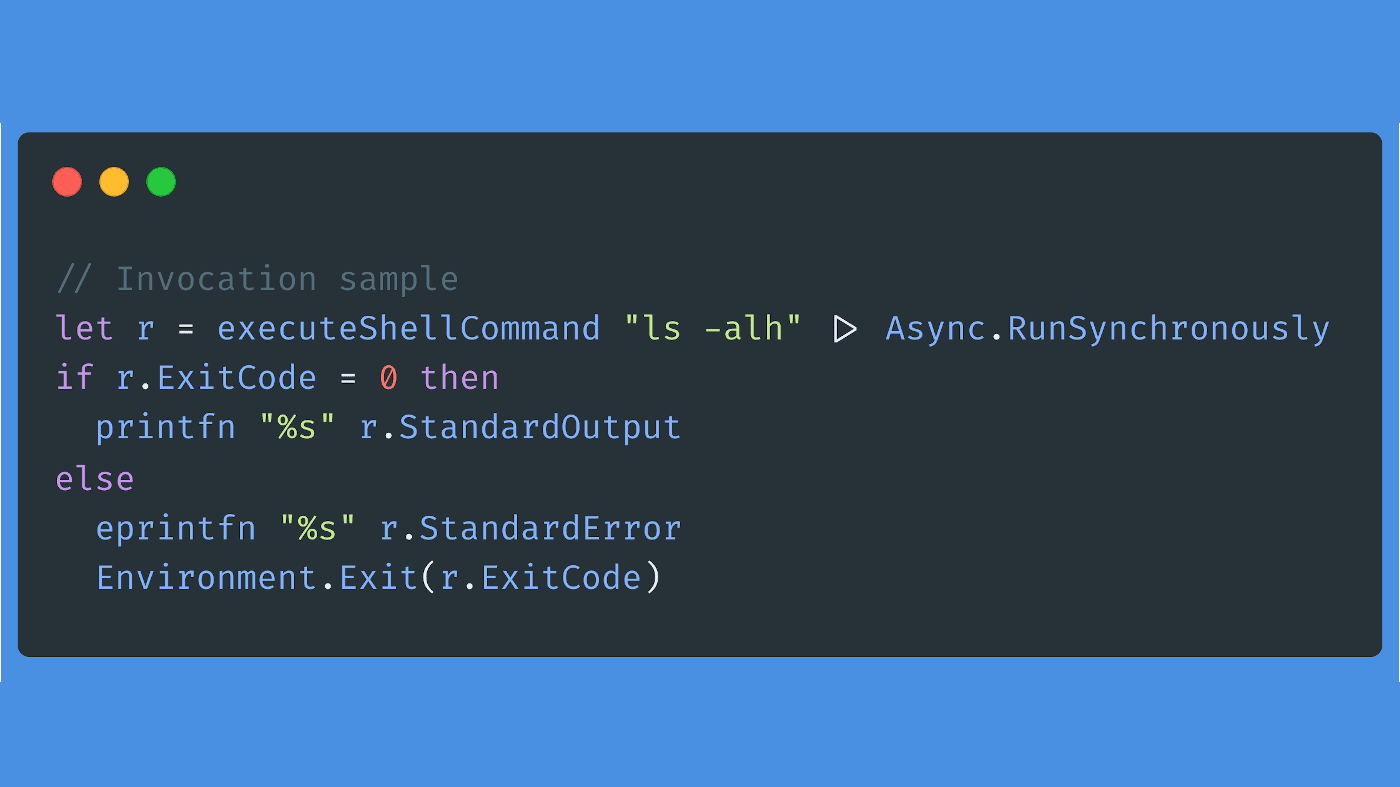 // Invocation sample
let r = executeShellCommand "ls -alh" |> Async.RunSynchronously
if r.ExitCode = 0 then
  printfn "%s" r.StandardOutput
else
  eprintfn "%s" r.StandardError
  Environment.Exit(r.ExitCode)